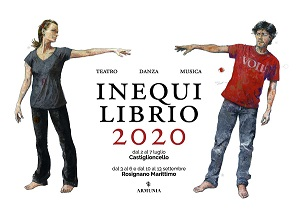 TEATRO DANZA MUSICA
INEQUI
LIBRIO
2020
dal 2 al 7 luglio
Castiglioncello
dal 3 al 6 e dal 10 al 13 settembre
Rosignano Marittimo
ARMUNIA
VOTE